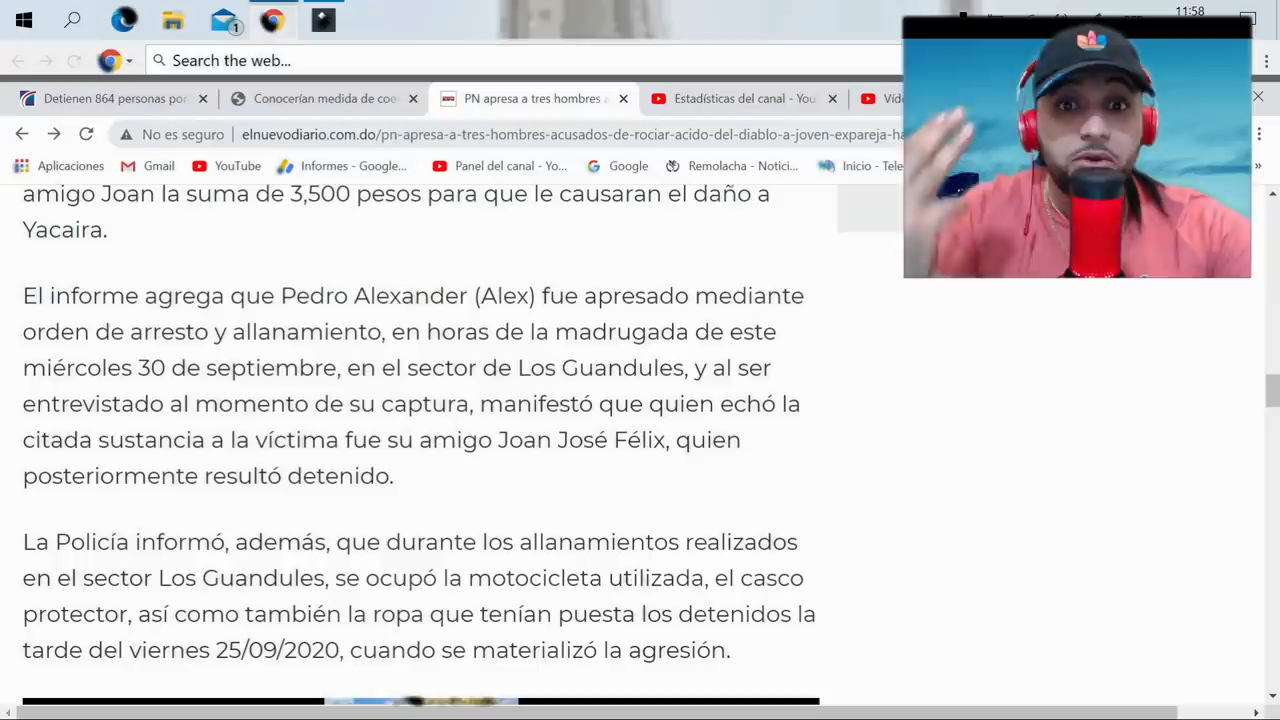 1
11:58
Search the web...
Detienen 864 personas por
Conocerían medida de coe
PN apresa a tres hombres a
Estadísticas del canal - You
Víd
No es seguro
elnuevodiario.com.do/pn-apresa-a-tres-hombres-acusados-de-rociar-acido-del-diablo-a-joven-expareja-ha
Aplicaciones
Gmail
YouTube
Informes - Google...
Panel del canal - Yo...
Google
Remolacha - Notici...
Inicio - Tele
amigo Joan la suma de 3,500 pesos para que le causaran el daño a
Yacaira.
El informe agrega que Pedro Alexander (Alex) fue apresado mediante
orden de arresto y allanamiento, en horas de la madrugada de este
miércoles 30 de septiembre, en el sector de Los Guandules, y al ser
entrevistado al momento de su captura, manifestó que quien echó la
citada sustancia a la víctima fue su amigo Joan José Félix, quien
posteriormente resultó detenido.
La Policía informó, además, que durante los allanamientos realizados
en el sector Los Guandules, se ocupó la motocicleta utilizada, el casco
protector, así como también la ropa que tenían puesta los detenidos la
tarde del viernes 25/09/2020, cuando se materializó la agresión.